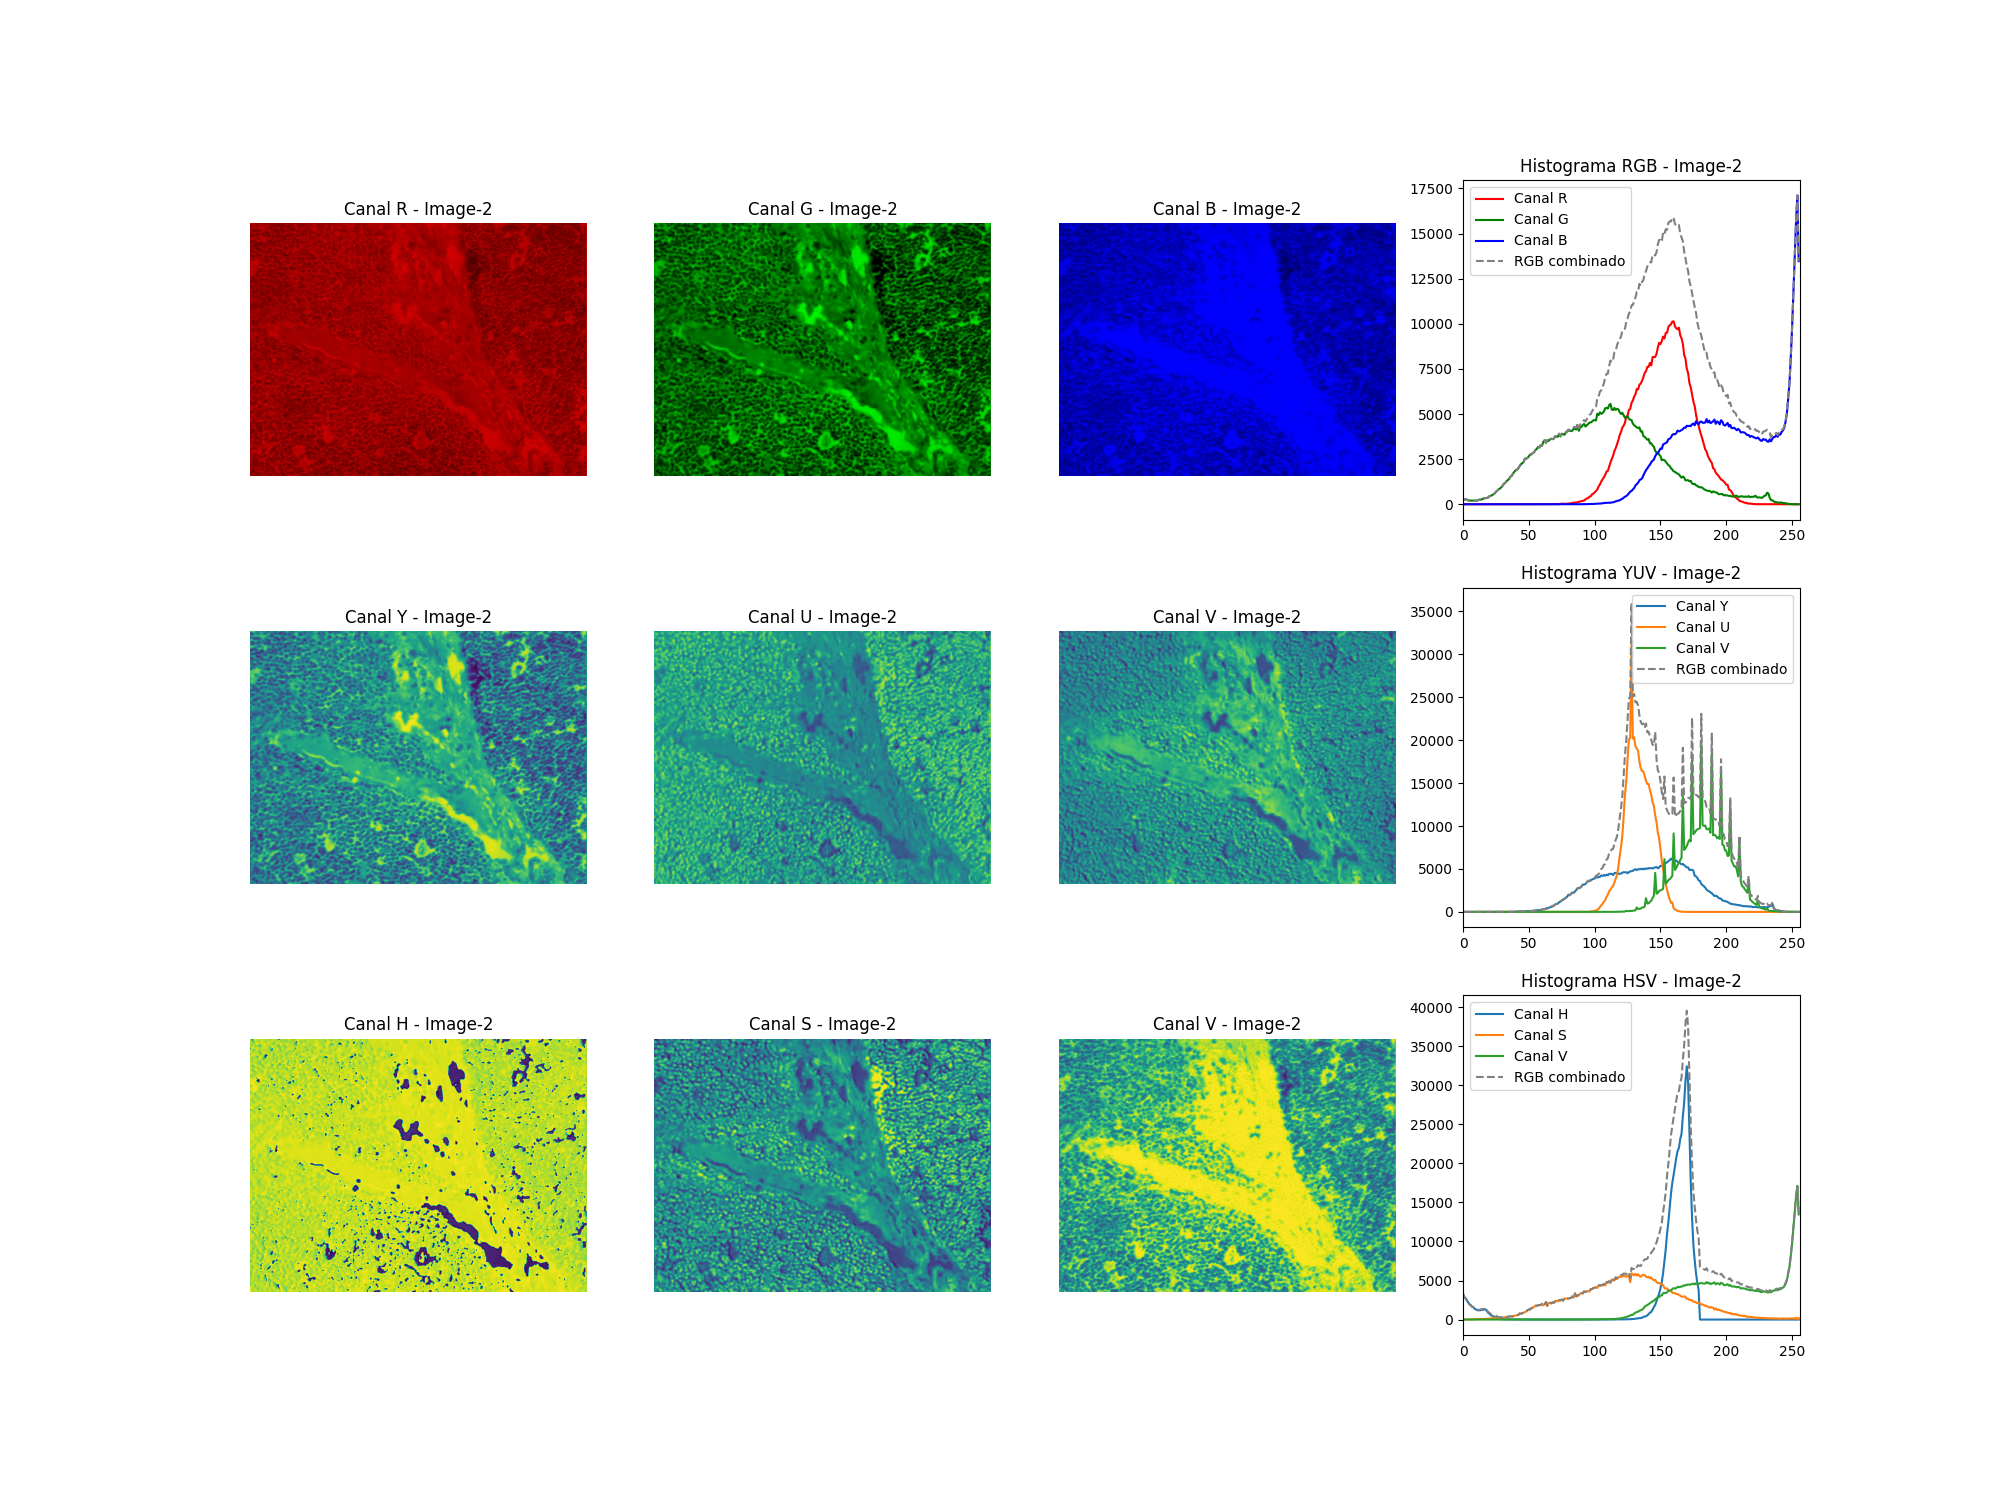 Canal R - Image-2
Canal G - Image-2
Canal B - Image-2
Histograma RGB - Image-2
17500
15000
12500
10000
7500
5000
2500
0
0 50 100 150 200 250
Canal R
Canal G
Canal B
RGB combinado
Canal Y - Image-2
Canal U - Image-2
Canal V - Image-2
Histograma YUV - Image-2
35000
30000
25000
20000
15000
10000
5000
0
0 50 100 150 200 250
Canal Y
Canal U
Canal V
RGB combinado
Canal H - Image-2
Canal S - Image-2
Canal V - Image-2
Histograma HSV - Image-2
40000
35000
30000
25000
20000
15000
10000
5000
0
0 50 100 150 200 250
Canal H
Canal S
Canal V
RGB combinado